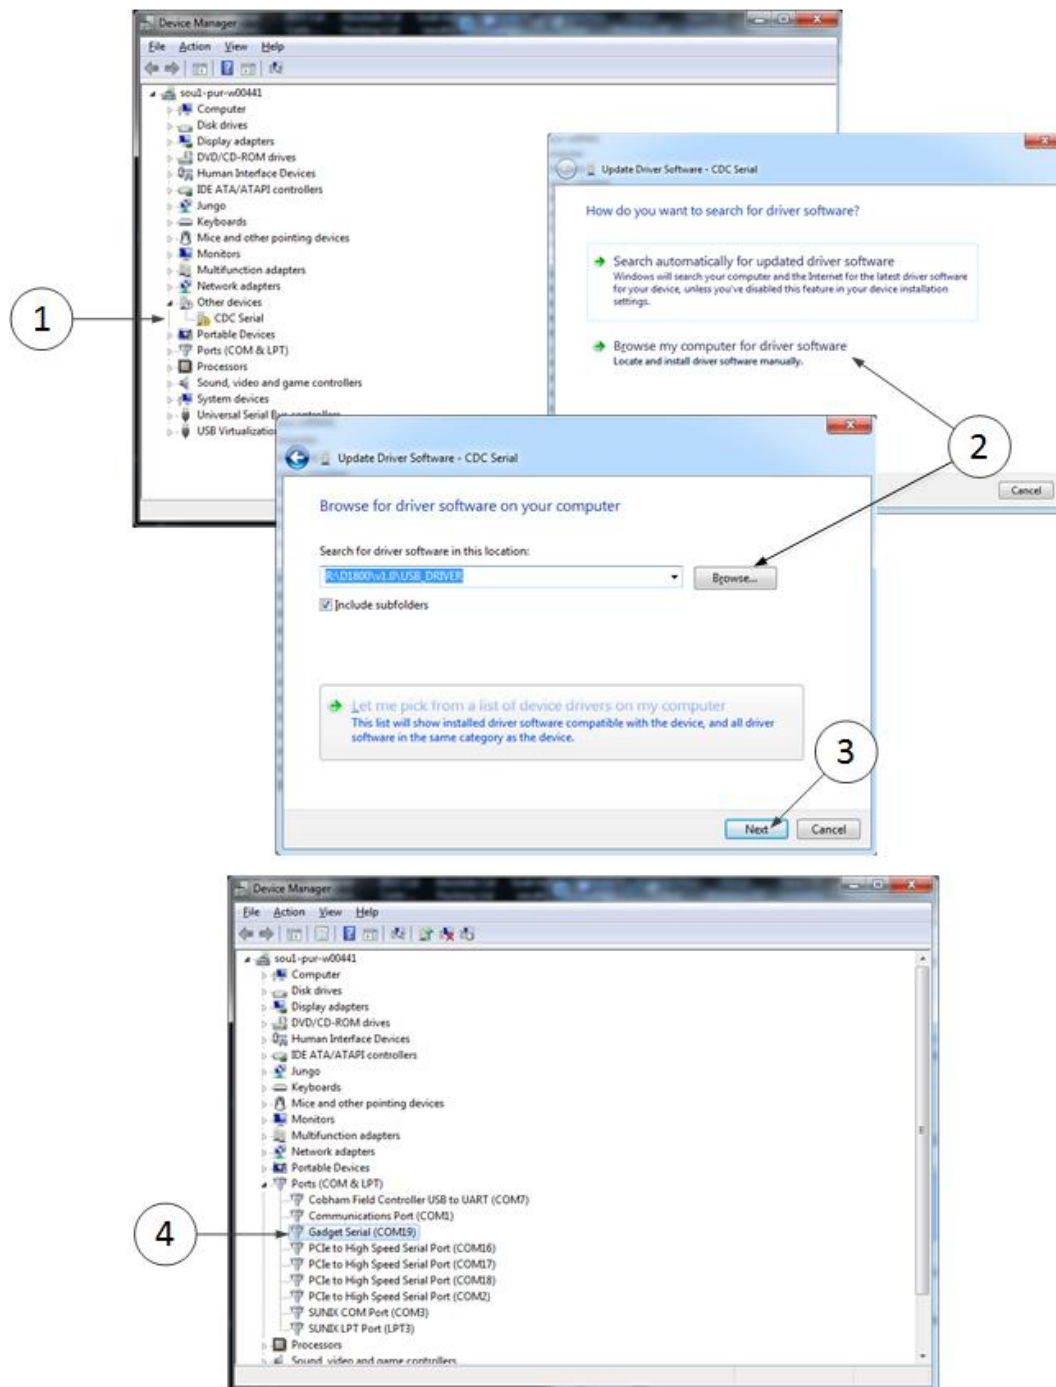 Device Manager
File Action View Help
soul-pur-w00441
Computer
Disk drives
Display adapters
DVD/CD-ROM drives
Human Interface Devices
IDE ATA/ATAPI controllers
Jungo
Keyboards
Mice and other pointing devices
Monitors
Multifunction adapters
Network adapters
Other devices
1
CDC Serial
Portable Devices
Ports (COM & LPT)
Processors
Sound, video and game controllers
System devices
Universal Serial Bus controllers
USB Virtualizatio
Update Driver Software - CDC Serial
How do you want to search for driver software?
Search automatically for updated driver software
Windows will search your computer and the Internet for the latest driver software
for your device, unless you've disabled this feature in your device installation
settings.
Browse my computer for driver software
Locate and install driver software manually.
2
Cancel
Update Driver Software - CDC Serial
Browse for driver software on your computer
Search for driver software in this location:
R:\D1800\v1.0\USB_DRIVER
Browse...
Include subfolders
Let me pick from a list of device drivers on my computer
This list will show installed driver software compatible with the device, and all driver
software in the same category as the device.
3
Next Cancel
Device Manager
File Action View Help
soul-pur-w00441
Computer
Disk drives
Display adapters
DVD/CD-ROM drives
Human Interface Devices
IDE ATA/ATAPI controllers
Jungo
Keyboards
Mice and other pointing devices
Monitors
Multifunction adapters
Network adapters
Portable Devices
Ports (COM & LPT)
Cobham Field Controller USB to UART (COM7)
Communications Port (COM1)
4
Gadget Serial (COM19)
PCIe to High Speed Serial Port (COM16)
PCIe to High Speed Serial Port (COM17)
PCIe to High Speed Serial Port (COM18)
PCIe to High Speed Serial Port (COM2)
SUNIX COM Port (COM3)
SUNIX LPT Port (LPT3)
Processors
Sound, video and game controllers